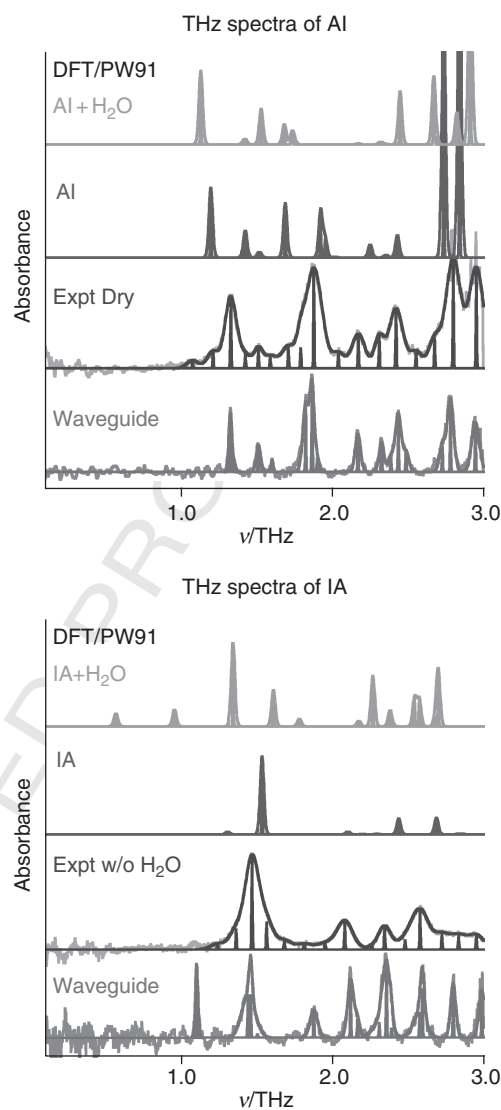 THz spectra of AI
DFT/PW91
AI + H₂O
AI
Expt Dry
Waveguide
Absorbance
1.0 2.0 3.0
ν/THz
THz spectra of IA
DFT/PW91
IA+H₂O
IA
Expt w/o H₂O
Waveguide
Absorbance
1.0 2.0 3.0
ν/THz